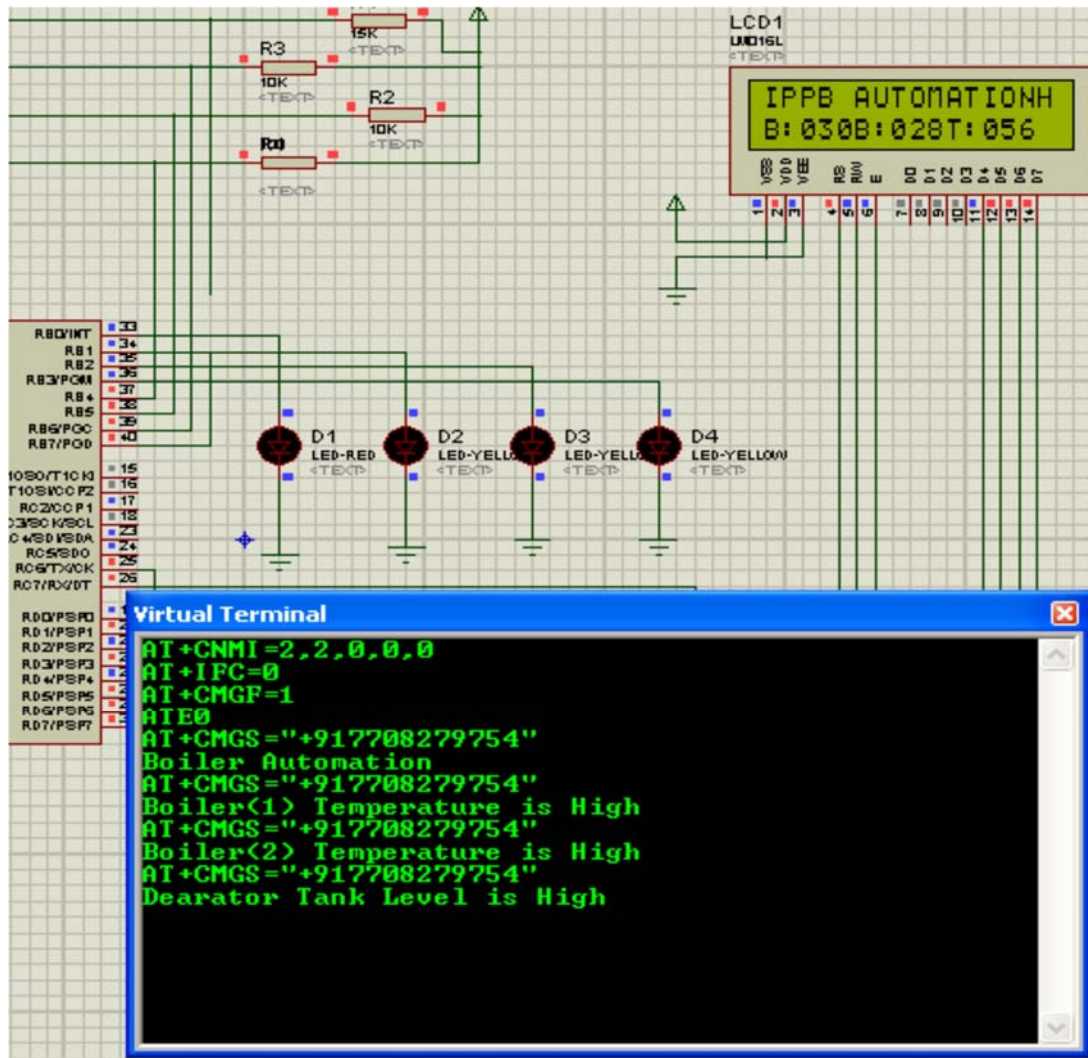 15K
<TEXT>
R3
10K
<TEXT>
R2
10K
<TEXT>
<TEXT>
LCD1
LM016L
<TEXT>
IPPB AUTOMATIONH
B:030B:028T:056
VSS VDD VEE RS RW E D0 D1 D2 D3 D4 D5 D6 D7
1 2 3 4 5 6 7 8 9 10 11 12 13 14
RB0/INT 33
RB1 34
RB2 35
RB3/PGM 36
RB4 37
RB5 38
RB6/PGC 39
RB7/PGD 40
15
16
RC2/CCP1 17
18
23
RC5/SDO 24
RC6/TX/CK 25
RC7/RX/DT 26
RD0/PSP0
RD1/PSP1
RD2/PSP2
RD3/PSP3
RD4/PSP4
RD5/PSP5
RD6/PSP6
RD7/PSP7
D1
LED-RED
<TEXT>
D2
LED-YELLO
<TEXT>
D3
LED-YELLO
<TEXT>
D4
LED-YELLOW
<TEXT>
Virtual Terminal
AT+CNMI=2,2,0,0,0
AT+IFC=0
AT+CMGF=1
ATE0
AT+CMGS="+917708279754"
Boiler Automation
AT+CMGS="+917708279754"
Boiler(1) Temperature is High
AT+CMGS="+917708279754"
Boiler(2) Temperature is High
AT+CMGS="+917708279754"
Dearator Tank Level is High